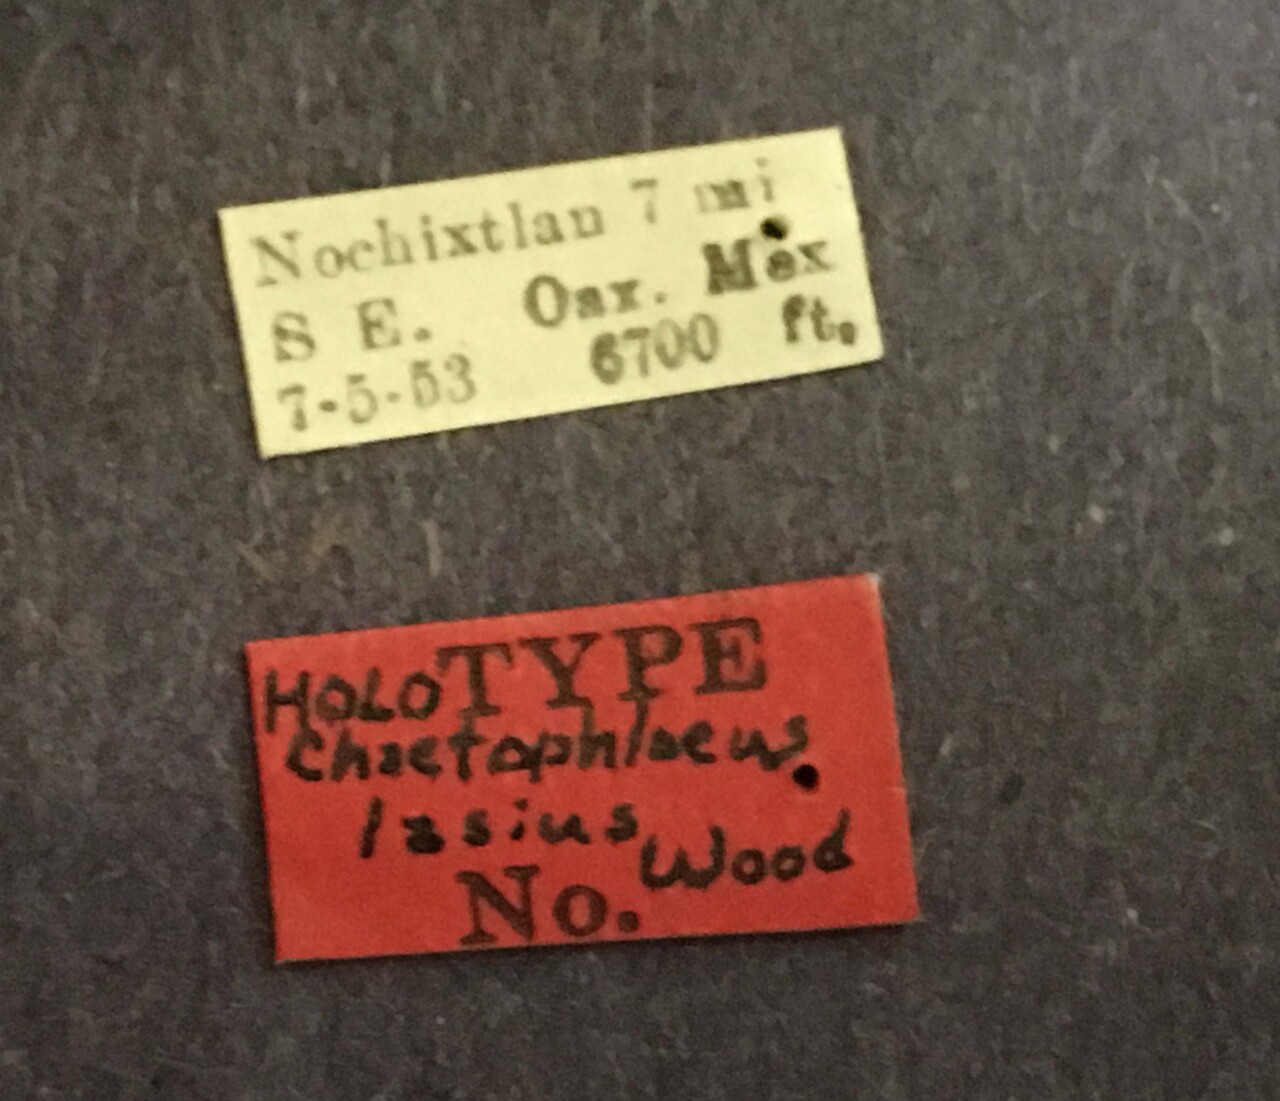 Nochixtlan 7 mi
S E. Oax. Mex
7-5-53 6700 ft.
HOLOTYPE
Chaetophloeus
lasius Wood
No.